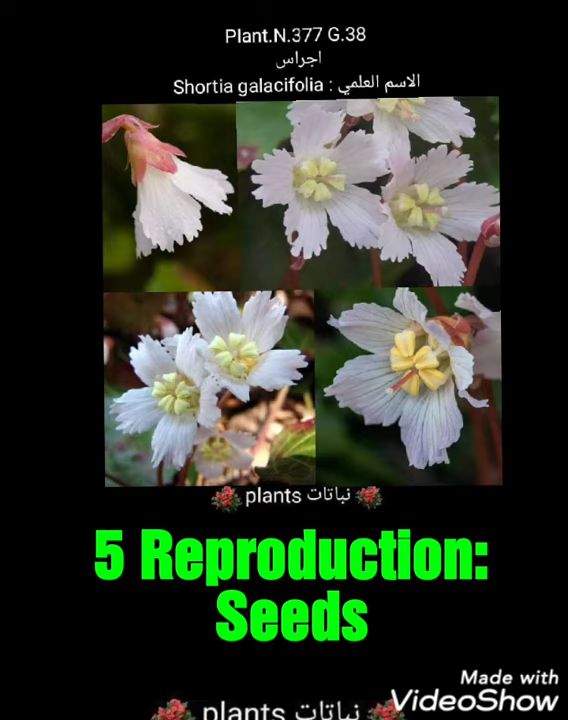 Plant.N.377 G.38
اجراس
الاسم العلمي : Shortia galacifolia
plants نباتات
5 Reproduction:
Seeds
Made with
VideoShow
plants نباتات